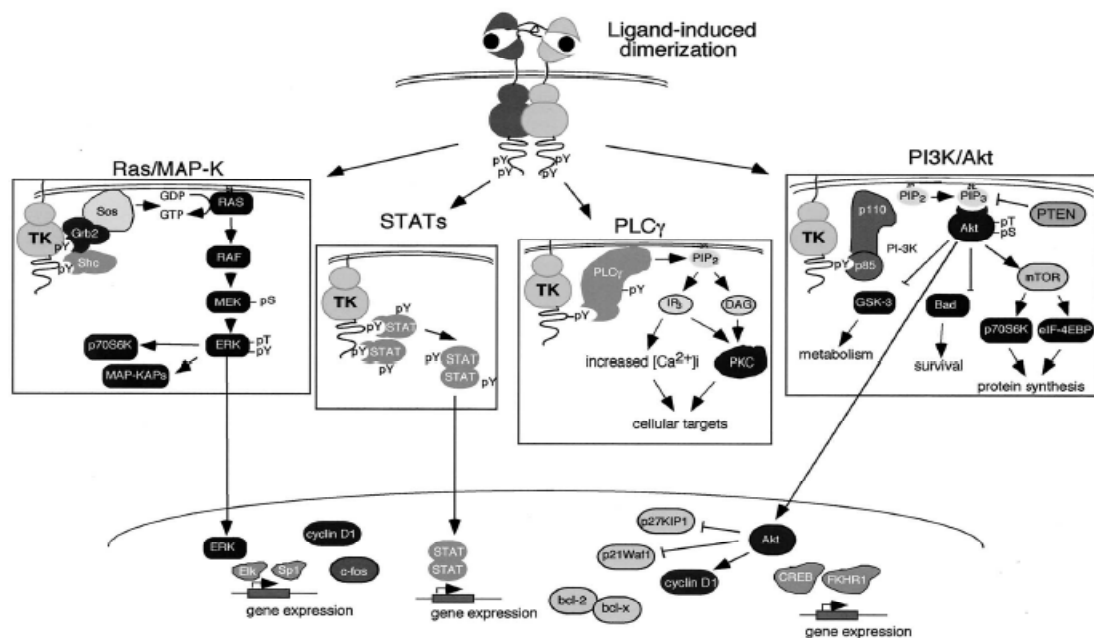 Ligand-induced
dimerization
pY
pY
pY
pY
Ras/MAP-K
GDP
GTP
Sos
RAS
Grb2
TK
pY
pY
Shc
RAF
MEK
pS
ERK
pT
pY
p70S6K
MAP-KAPs
STATs
TK
pY
pY
STAT
pY
STAT
pY
STAT
STAT
pY
PLCγ
PLCγ
PIP2
TK
pY
pY
IP3
DAG
increased [Ca2+]i
PKC
cellular targets
PI3K/Akt
p110
PIP2
PIP3
PTEN
TK
PI-3K
Akt
pT
pS
pY
p85
mTOR
GSK-3
Bad
p70S6K
eIF-4EBP
metabolism
survival
protein synthesis
ERK
cyclin D1
Elk
Sp1
c-fos
gene expression
STAT
STAT
gene expression
p27KIP1
Akt
p21Waf1
cyclin D1
bcl-2
bcl-x
CREB
FKHR1
gene expression